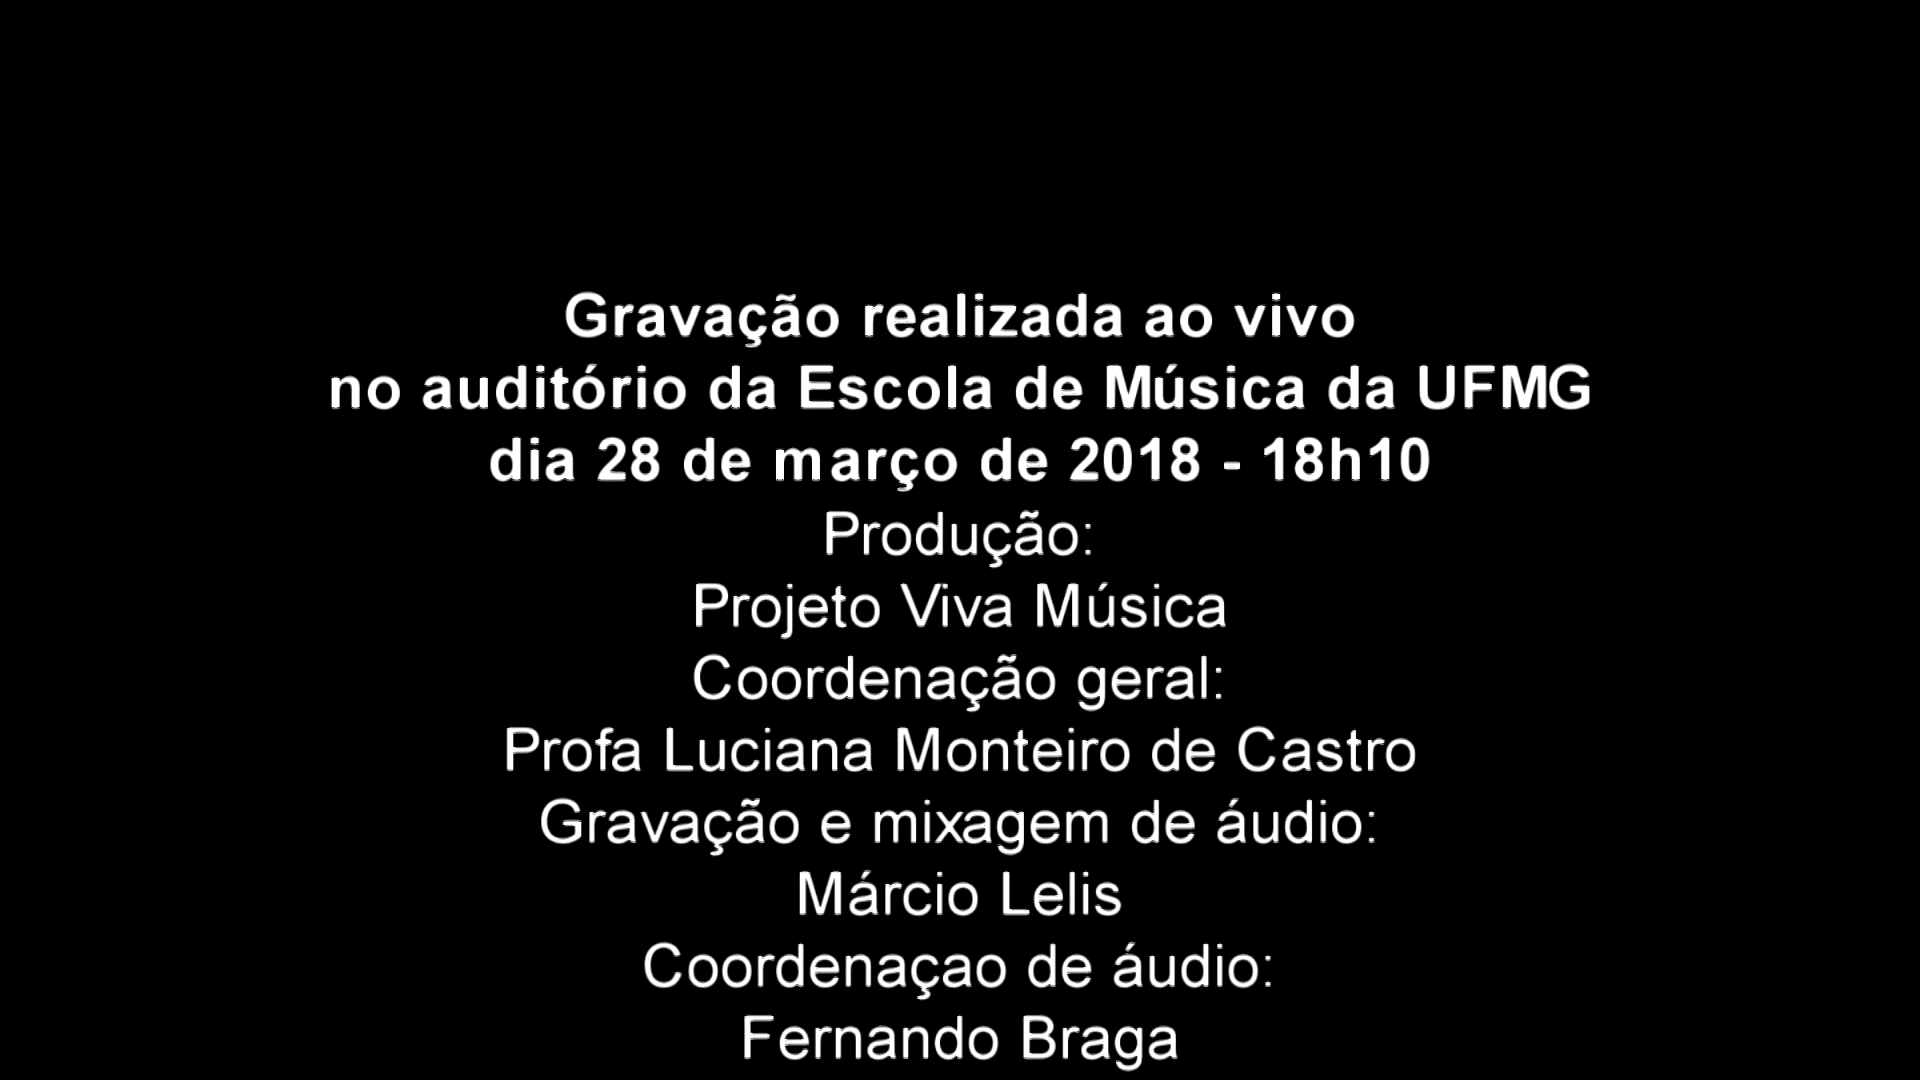 Gravação realizada ao vivo
no auditório da Escola de Música da UFMG
dia 28 de março de 2018 - 18h10
Produção:
Projeto Viva Música
Coordenação geral:
Profa Luciana Monteiro de Castro
Gravação e mixagem de áudio:
Márcio Lelis
Coordenaçao de áudio:
Fernando Braga